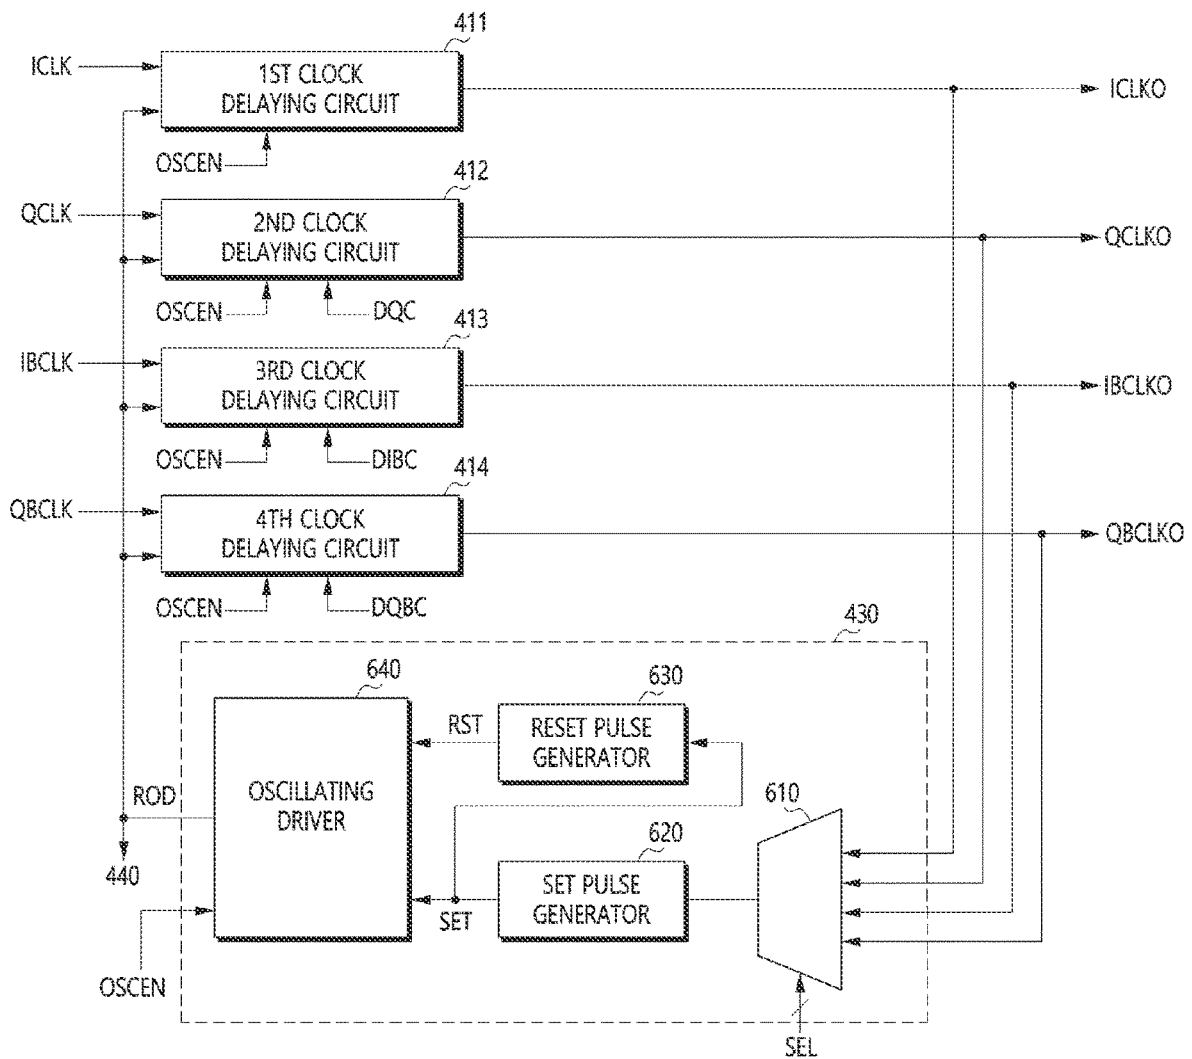 411
ICLK
1ST CLOCK
DELAYING CIRCUIT
ICLKO
OSCEN
412
QCLK
2ND CLOCK
DELAYING CIRCUIT
QCLKO
OSCEN
DQC
413
IBCLK
3RD CLOCK
DELAYING CIRCUIT
IBCLKO
OSCEN
DIBC
414
QBCLK
4TH CLOCK
DELAYING CIRCUIT
QBCLKO
OSCEN
DQBC
430
640
630
RST
RESET PULSE
GENERATOR
OSCILLATING
DRIVER
ROD
610
620
440
SET PULSE
GENERATOR
SET
OSCEN
SEL